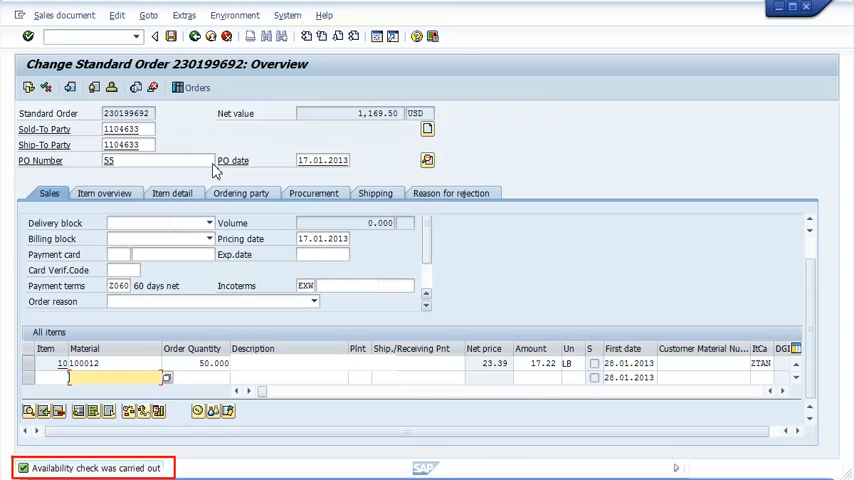 Sales document Edit Goto Extras Environment System Help
Change Standard Order 230199692: Overview
Orders
Standard Order 230199692 Net value 1,169.50 USD
Sold-To Party 1104633
Ship-To Party 1104633
PO Number 55 PO date 17.01.2013
Sales Item overview Item detail Ordering party Procurement Shipping Reason for rejection
Delivery block Volume 0.000
Billing block Pricing date 17.01.2013
Payment card Exp.date
Card Verif.Code
Payment terms Z060 60 days net Incoterms EXW
Order reason
All items
Item Material Order Quantity Description Plnt Ship./Receiving Pnt Net price Amount Un S First date Customer Material Nu... ItCa DGI
10 100012 50.000 23.39 17.22 LB 28.01.2013 ZTAN
28.01.2013
Availability check was carried out
SAP